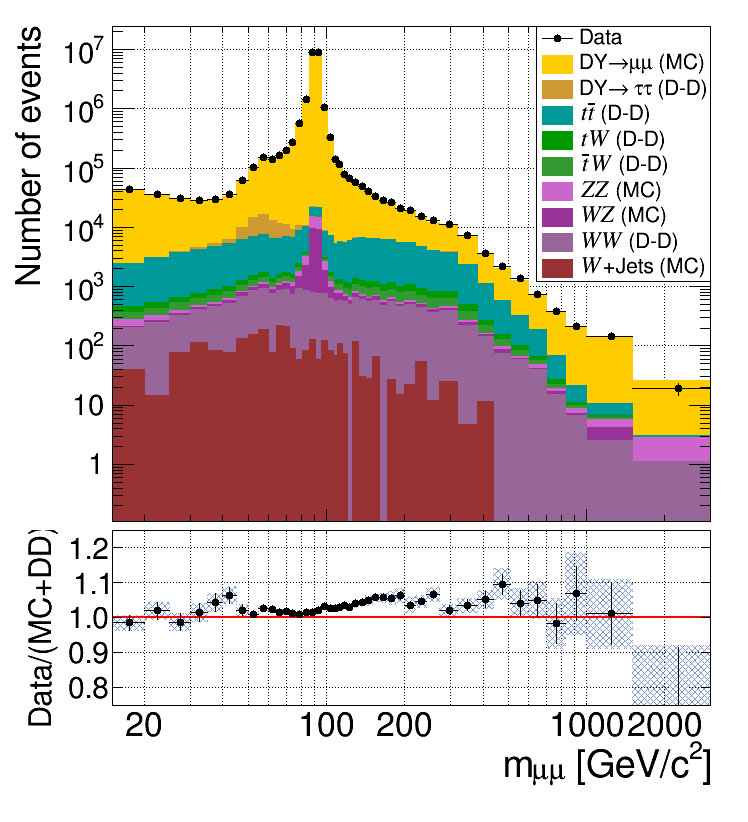 Number of events
10⁷
10⁶
10⁵
10⁴
10³
10²
10
1
Data
DY→μμ (MC)
DY→ ττ (D-D)
tt̄ (D-D)
tW (D-D)
t̄W (D-D)
ZZ (MC)
WZ (MC)
WW (D-D)
W+Jets (MC)
Data/(MC+DD)
1.2
1.1
1.0
0.9
0.8
20 100 200 1000 2000
mμμ [GeV/c²]